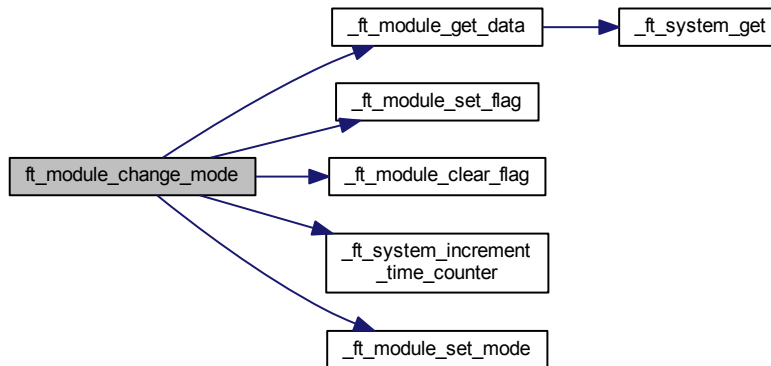 _ft_module_get_data
_ft_system_get
_ft_module_set_flag
ft_module_change_mode
_ft_module_clear_flag
_ft_system_increment
_time_counter
_ft_module_set_mode